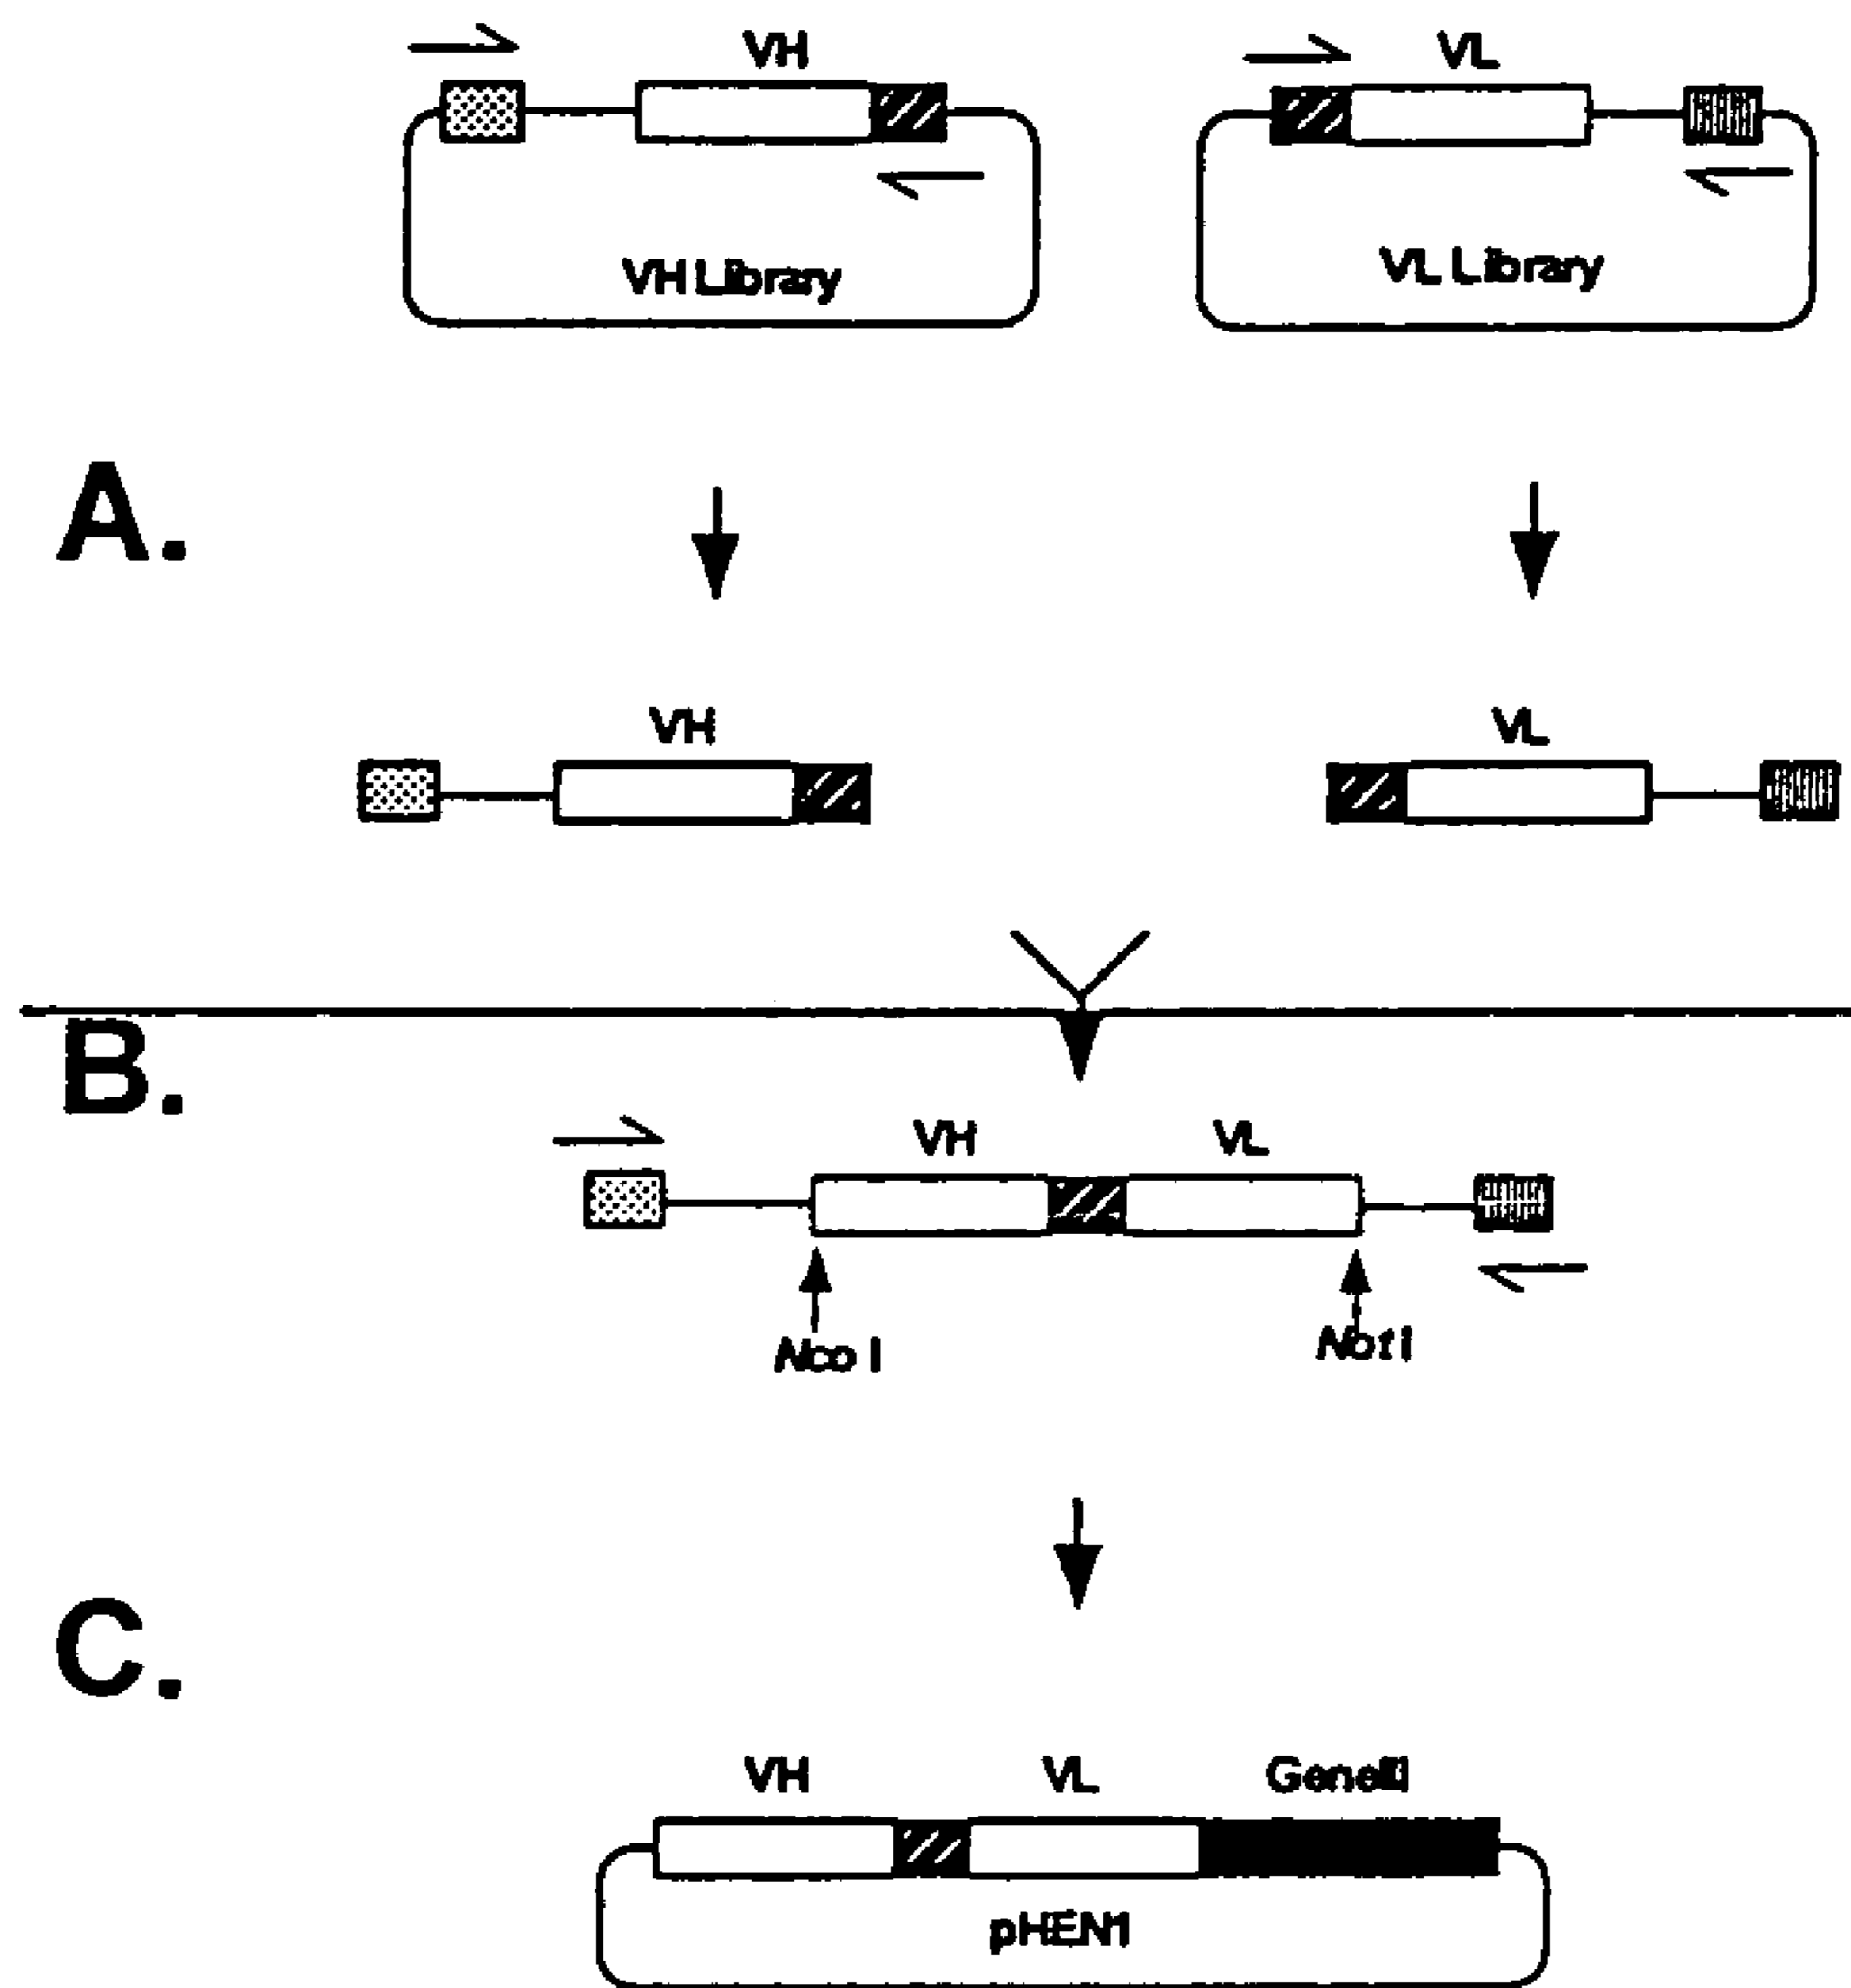 VH
VL
VH Library
VL Library
A.
VH
VL
B.
VH
VL
Nco I
Not I
C.
VH
VL
GeneIII
pHEN1